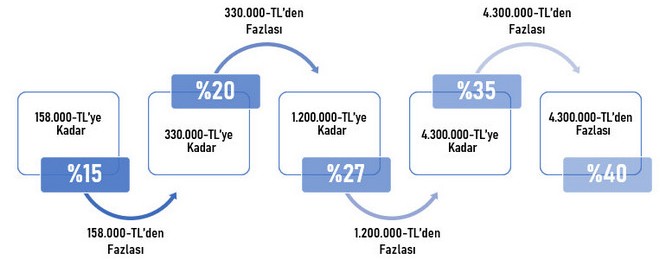 158.000-TL'ye
Kadar
%15
158.000-TL'den
Fazlası
%20
330.000-TL'ye
Kadar
330.000-TL'den
Fazlası
1.200.000-TL'ye
Kadar
%27
1.200.000-TL'den
Fazlası
%35
4.300.000-TL'ye
Kadar
4.300.000-TL'den
Fazlası
4.300.000-TL'den
Fazlası
%40